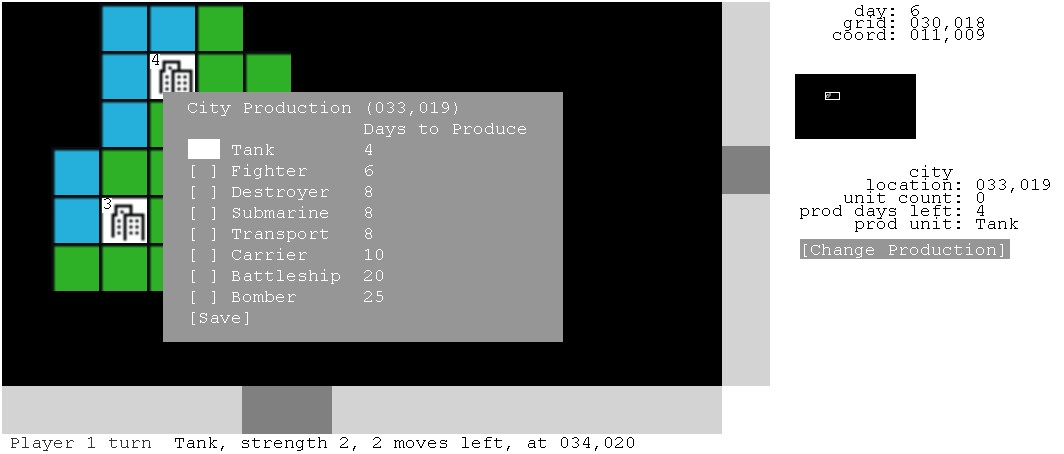 day: 6
grid: 030,018
coord: 011,009
4
City Production (033,019)
Days to Produce
Tank 4
[ ] Fighter 6
[ ] Destroyer 8
[ ] Submarine 8
[ ] Transport 8
[ ] Carrier 10
[ ] Battleship 20
[ ] Bomber 25
[Save]
3
city
location: 033,019
unit count: 0
prod days left: 4
prod unit: Tank
[Change Production]
Player 1 turn Tank, strength 2, 2 moves left, at 034,020